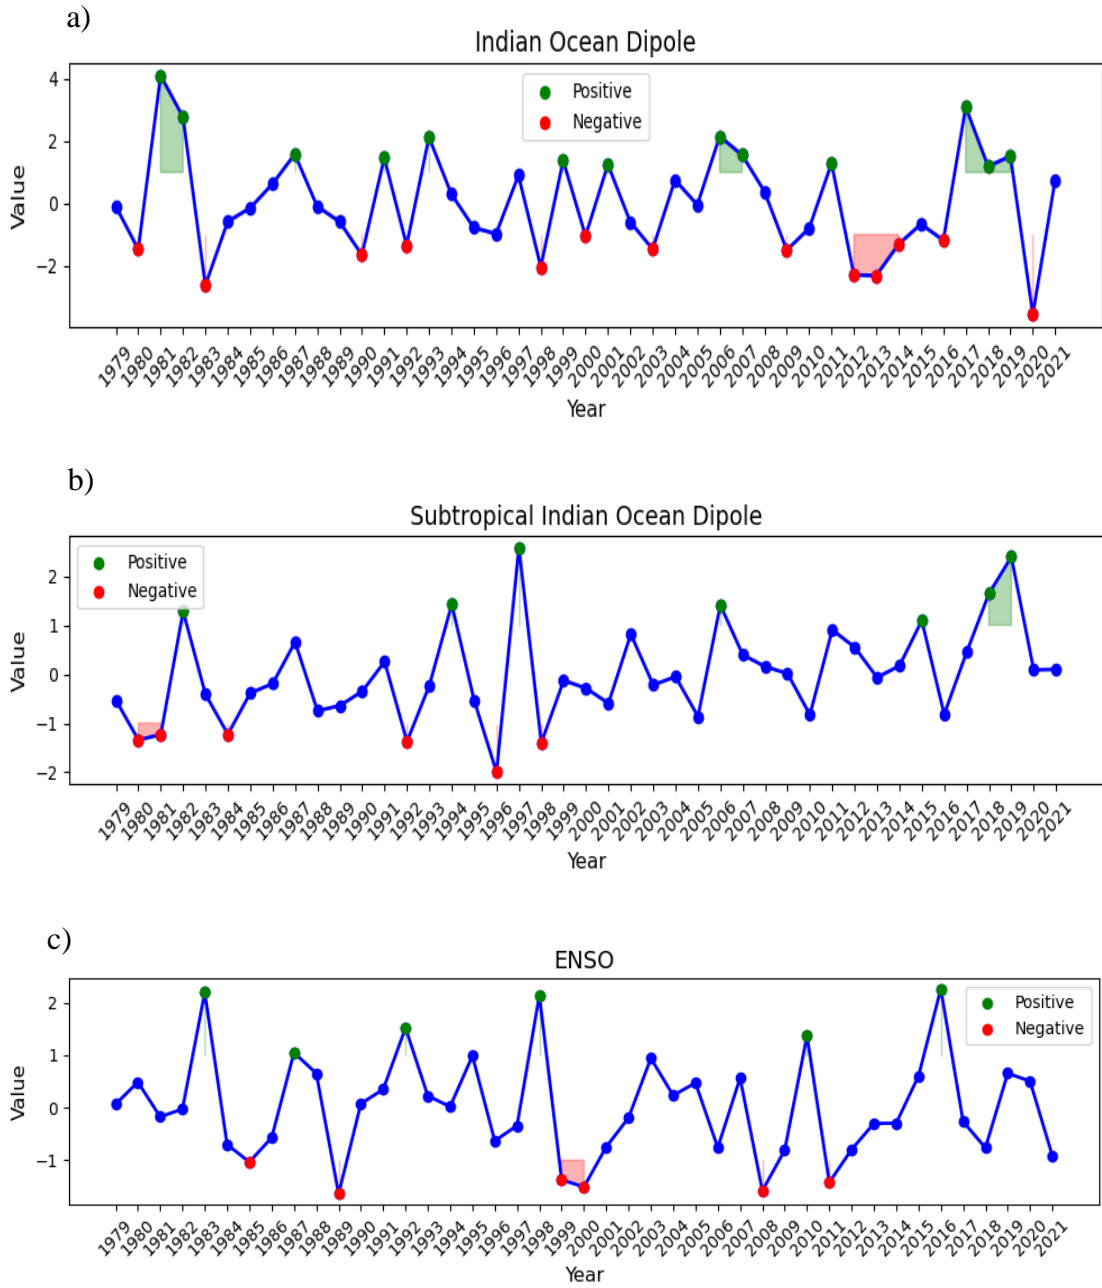 a)
Indian Ocean Dipole
Positive
Negative
4
2
0
−2
Value
1979 1980 1981 1982 1983 1984 1985 1986 1987 1988 1989 1990 1991 1992 1993 1994 1995 1996 1997 1998 1999 2000 2001 2002 2003 2004 2005 2006 2007 2008 2009 2010 2011 2012 2013 2014 2015 2016 2017 2018 2019 2020 2021
Year
b)
Subtropical Indian Ocean Dipole
Positive
Negative
2
1
0
−1
−2
Value
1979 1980 1981 1982 1983 1984 1985 1986 1987 1988 1989 1990 1991 1992 1993 1994 1995 1996 1997 1998 1999 2000 2001 2002 2003 2004 2005 2006 2007 2008 2009 2010 2011 2012 2013 2014 2015 2016 2017 2018 2019 2020 2021
Year
c)
ENSO
Positive
Negative
2
1
0
−1
Value
1979 1980 1981 1982 1983 1984 1985 1986 1987 1988 1989 1990 1991 1992 1993 1994 1995 1996 1997 1998 1999 2000 2001 2002 2003 2004 2005 2006 2007 2008 2009 2010 2011 2012 2013 2014 2015 2016 2017 2018 2019 2020 2021
Year